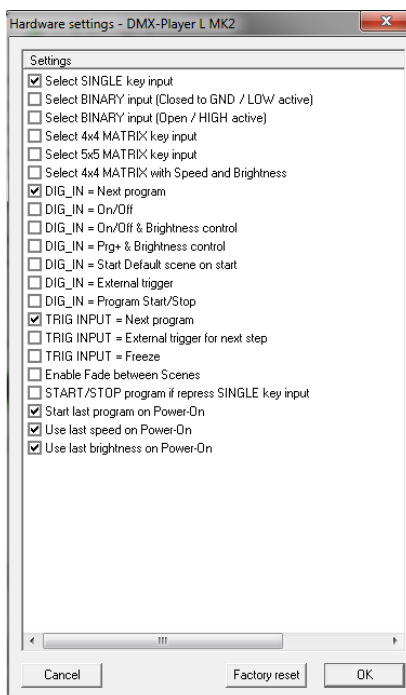 Hardware settings - DMX-Player L MK2
Settings
Select SINGLE key input
Select BINARY input (Closed to GND / LOW active)
Select BINARY input (Open / HIGH active)
Select 4x4 MATRIX key input
Select 5x5 MATRIX key input
Select 4x4 MATRIX with Speed and Brightness
DIG_IN = Next program
DIG_IN = On/Off
DIG_IN = On/Off & Brightness control
DIG_IN = Prg+ & Brightness control
DIG_IN = Start Default scene on start
DIG_IN = External trigger
DIG_IN = Program Start/Stop
TRIG INPUT = Next program
TRIG INPUT = External trigger for next step
TRIG INPUT = Freeze
Enable Fade between Scenes
START/STOP program if repress SINGLE key input
Start last program on Power-On
Use last speed on Power-On
Use last brightness on Power-On
Cancel Factory reset OK